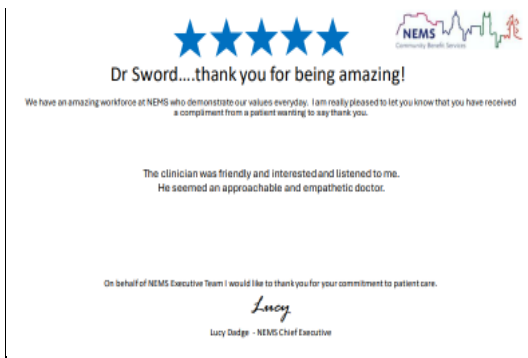 NEMS
Community Benefit Services
Dr Sword....thank you for being amazing!
We have an amazing workforce at NEMS who demonstrate our values everyday. I am really pleased to let you know that you have received
a compliment from a patient wanting to say thank you.
The clinician was friendly and interested and listened to me.
He seemed an approachable and empathetic doctor.
On behalf of NEMS Executive Team I would like to thank you for your commitment to patient care.
Lucy
Lucy Dadge - NEMS Chief Executive